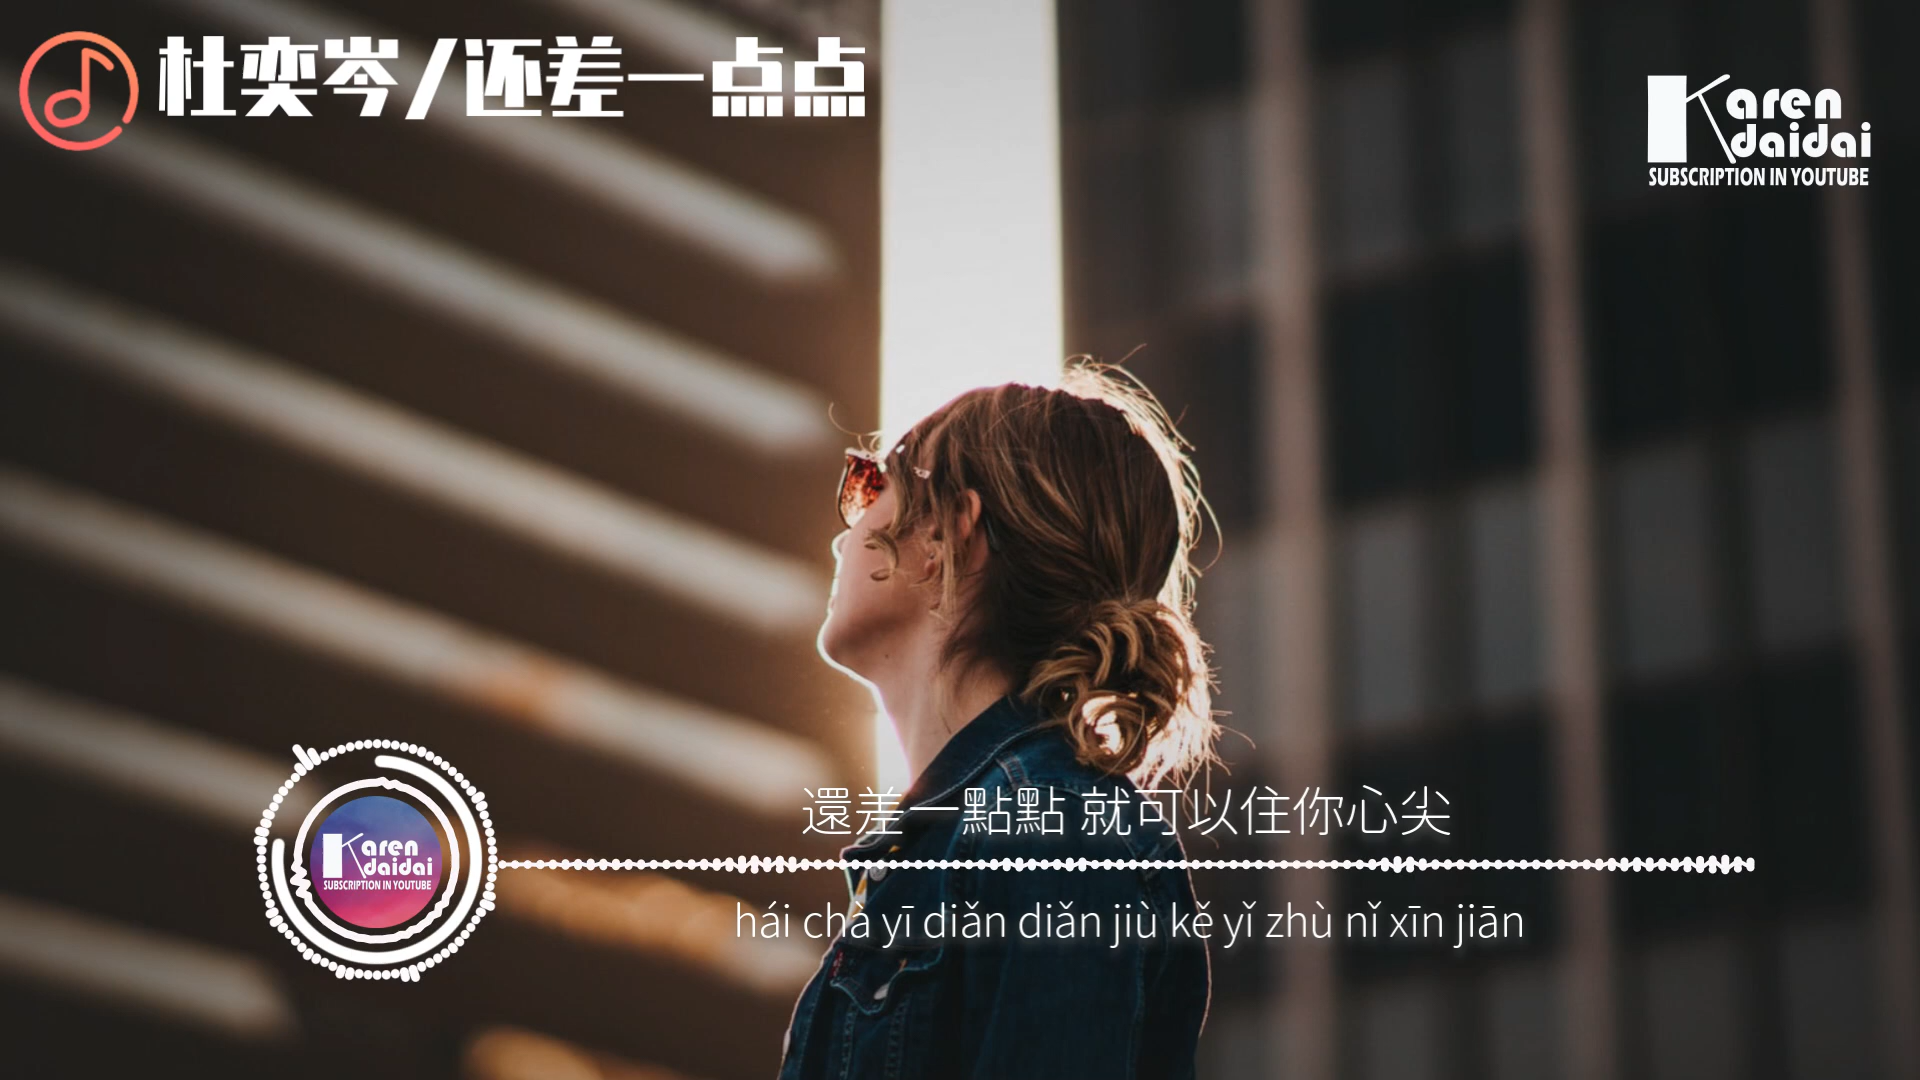 杜奕岑/还差一点点
Karen
daidai
SUBSCRIPTION IN YOUTUBE
還差一點點 就可以住你心尖
hái chà yī diǎn diǎn jiù kě yǐ zhù nǐ xīn jiān
Karen
daidai
SUBSCRIPTION IN YOUTUBE